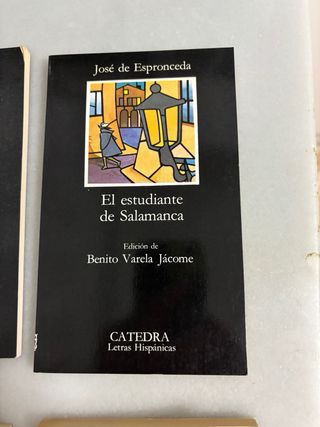 José de Espronceda
El estudiante
de Salamanca
Edición de
Benito Varela Jácome
CATEDRA
Letras Hispánicas